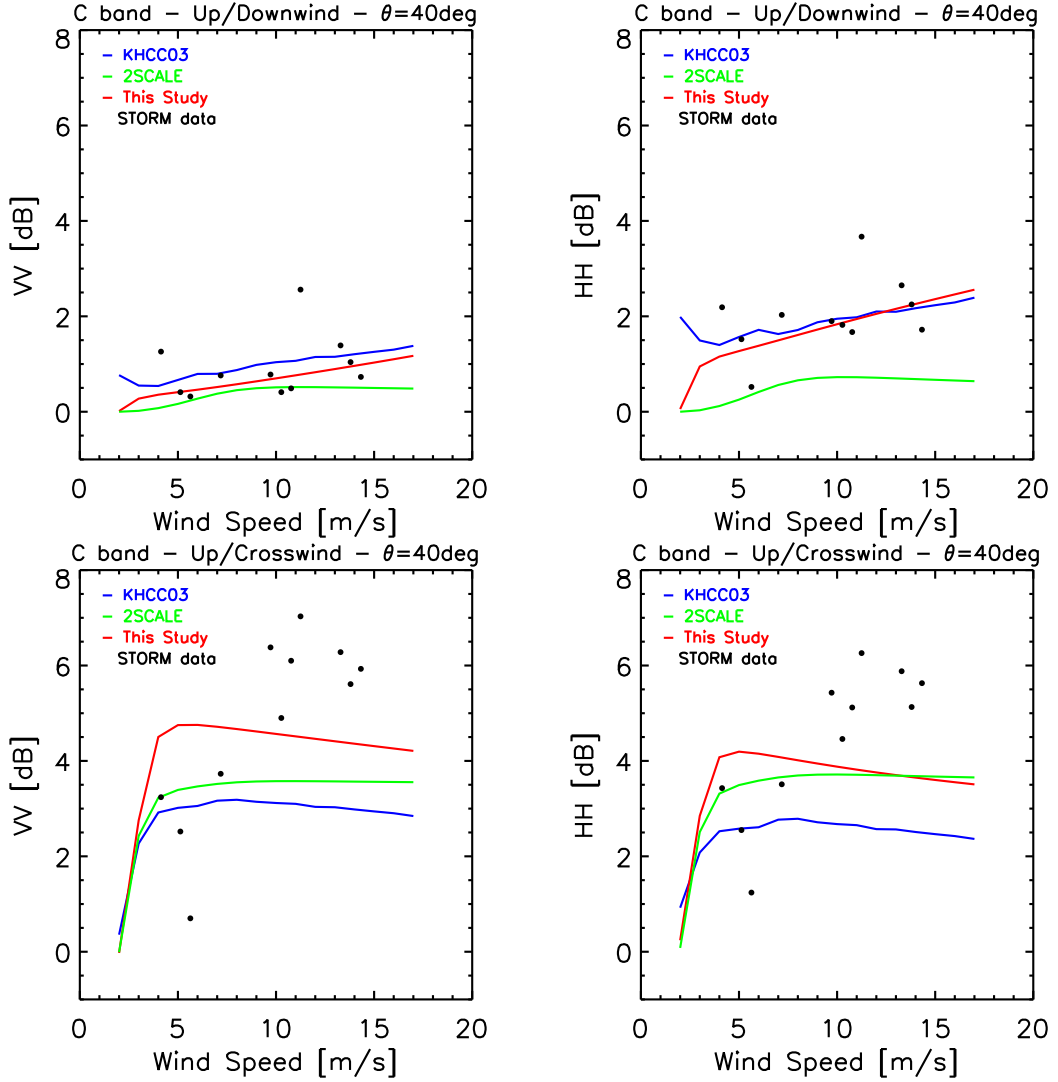 C band - Up/Downwind - θ=40deg
8
- KHCC03
- 2SCALE
- This Study
STORM data
6
4
2
0
VV [dB]
0 5 10 15 20
Wind Speed [m/s]
C band - Up/Downwind - θ=40deg
8
- KHCC03
- 2SCALE
- This Study
STORM data
6
4
2
0
HH [dB]
0 5 10 15 20
Wind Speed [m/s]
C band - Up/Crosswind - θ=40deg
8
- KHCC03
- 2SCALE
- This Study
STORM data
6
4
2
0
VV [dB]
0 5 10 15 20
Wind Speed [m/s]
C band - Up/Crosswind - θ=40deg
8
- KHCC03
- 2SCALE
- This Study
STORM data
6
4
2
0
HH [dB]
0 5 10 15 20
Wind Speed [m/s]